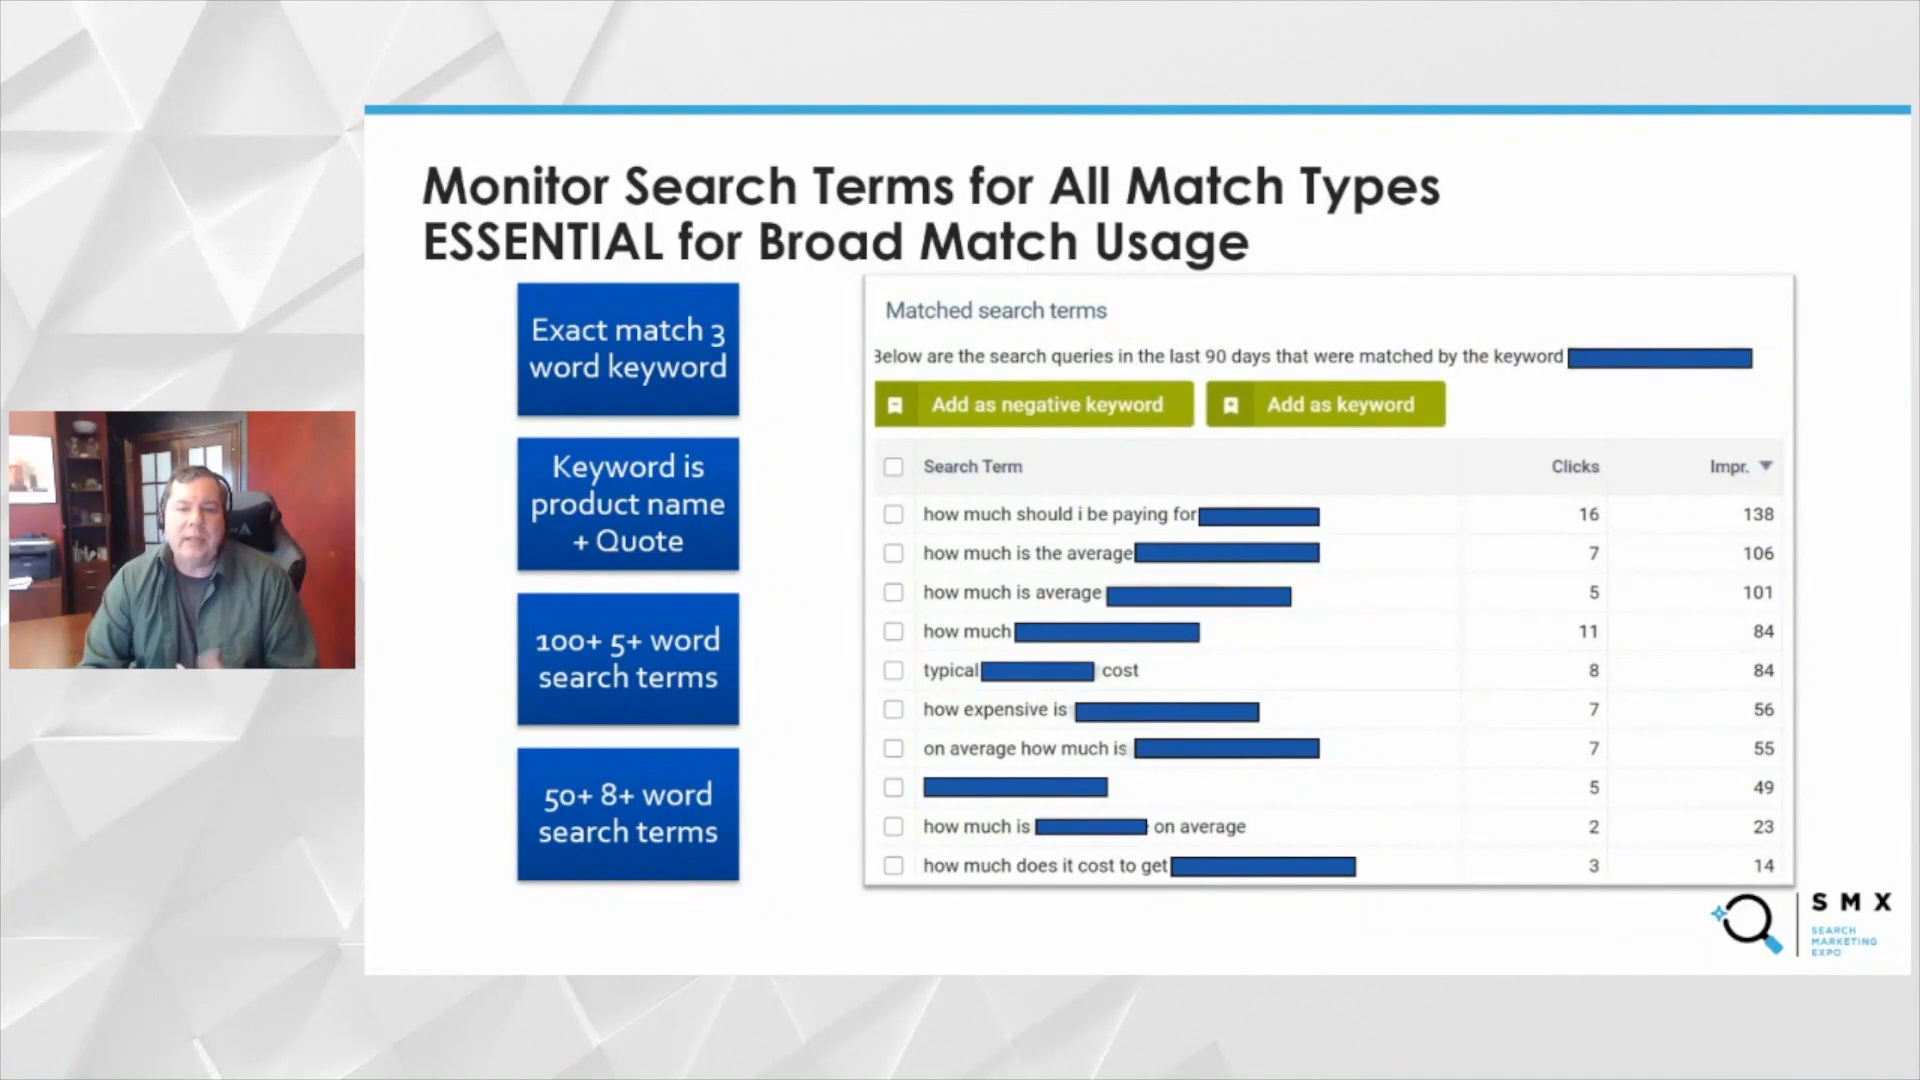 Monitor Search Terms for All Match Types
ESSENTIAL for Broad Match Usage
Exact match 3
word keyword
Keyword is
product name
+ Quote
100+ 5+ word
search terms
50+ 8+ word
search terms
Matched search terms
Below are the search queries in the last 90 days that were matched by the keyword
Add as negative keyword Add as keyword
Search Term Clicks Impr.
how much should i be paying for 16 138
how much is the average 7 106
how much is average 5 101
how much 11 84
typical cost 8 84
how expensive is 7 56
on average how much is 7 55
5 49
how much is on average 2 23
how much does it cost to get 3 14
SMX
SEARCH
MARKETING
EXPO